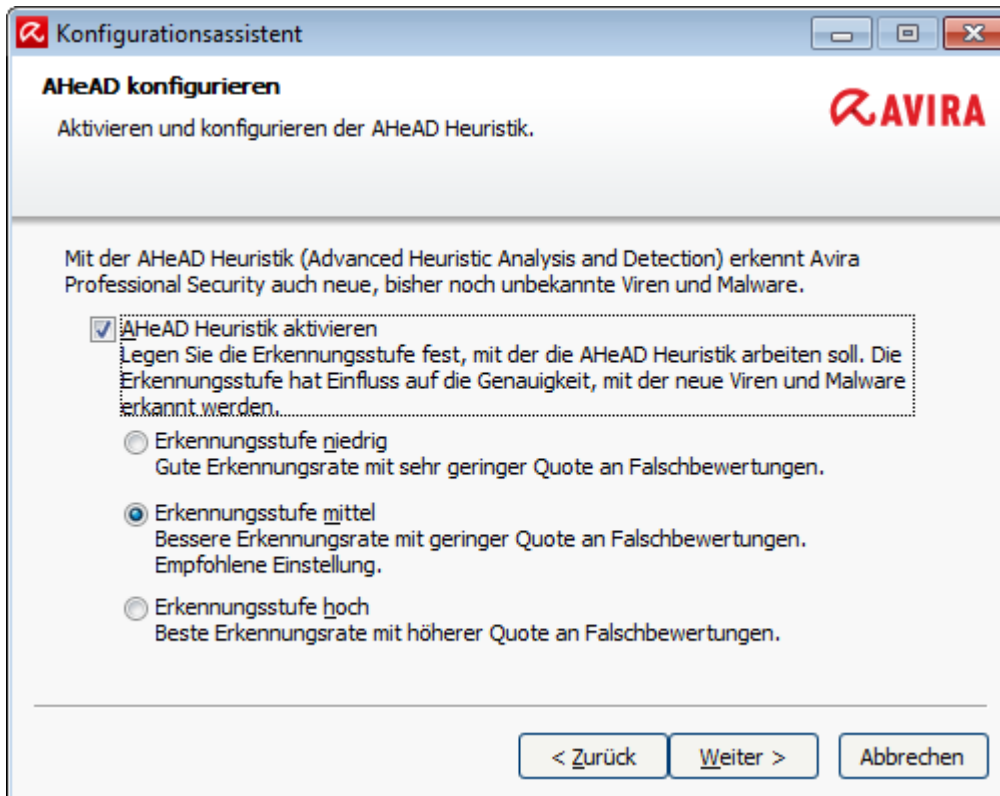 Konfigurationsassistent
AHeAD konfigurieren
Aktivieren und konfigurieren der AHeAD Heuristik.
AVIRA
Mit der AHeAD Heuristik (Advanced Heuristic Analysis and Detection) erkennt Avira
Professional Security auch neue, bisher noch unbekannte Viren und Malware.
AHeAD Heuristik aktivieren
Legen Sie die Erkennungsstufe fest, mit der die AHeAD Heuristik arbeiten soll. Die
Erkennungsstufe hat Einfluss auf die Genauigkeit, mit der neue Viren und Malware
erkannt werden.
Erkennungsstufe niedrig
Gute Erkennungsrate mit sehr geringer Quote an Falschbewertungen.
Erkennungsstufe mittel
Bessere Erkennungsrate mit geringer Quote an Falschbewertungen.
Empfohlene Einstellung.
Erkennungsstufe hoch
Beste Erkennungsrate mit höherer Quote an Falschbewertungen.
< Zurück
Weiter >
Abbrechen